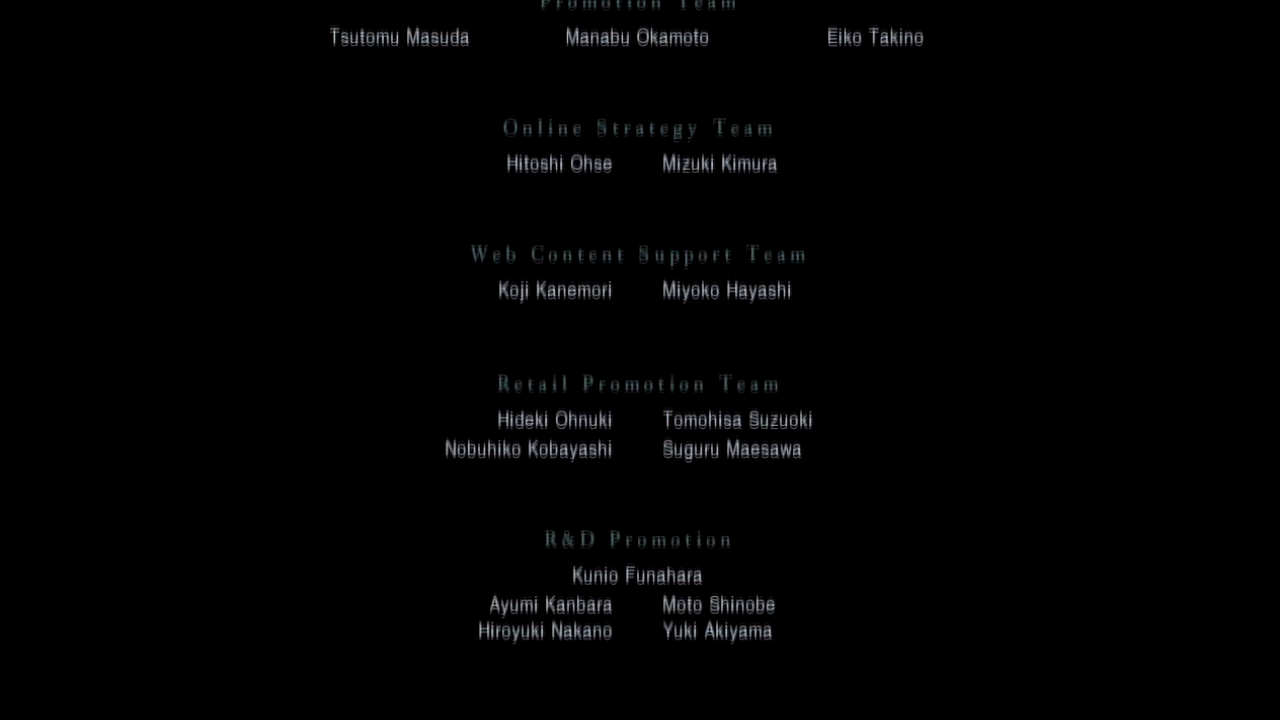 Promotion Team
Tsutomu Masuda Manabu Okamoto Eiko Takino
Online Strategy Team
Hitoshi Ohse Mizuki Kimura
Web Content Support Team
Koji Kanemori Miyoko Hayashi
Retail Promotion Team
Hideki Ohnuki Tomohisa Suzuoki
Nobuhiko Kobayashi Suguru Maesawa
R&D Promotion
Kunio Funahara
Ayumi Kanbara Moto Shinobe
Hiroyuki Nakano Yuki Akiyama